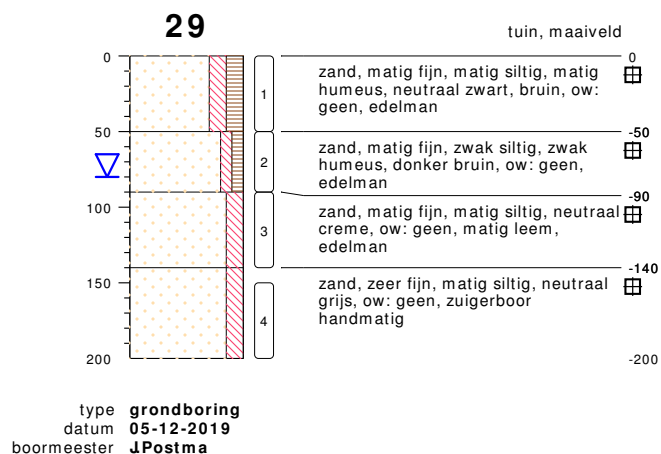 29
tuin, maaiveld
0
0
1
zand, matig fijn, matig siltig, matig
humeus, neutraal zwart, bruin, ow:
geen, edelman
50
-50
2
zand, matig fijn, zwak siltig, zwak
humeus, donker bruin, ow: geen,
edelman
-90
100
3
zand, matig fijn, matig siltig, neutraal
creme, ow: geen, matig leem,
edelman
-140
150
4
zand, zeer fijn, matig siltig, neutraal
grijs, ow: geen, zuigerboor
handmatig
200
-200
type grondboring
datum 05-12-2019
boormeester J.Postma